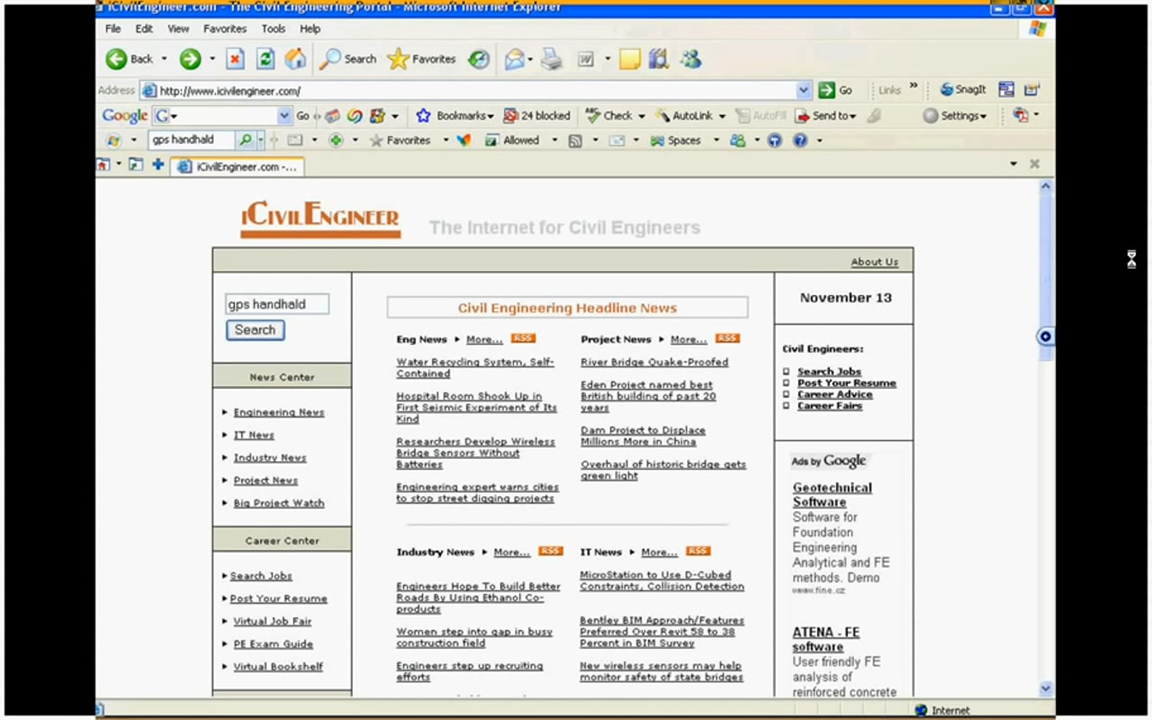 iCivilEngineer.com - The Civil Engineering Portal - Microsoft Internet Explorer
File Edit View Favorites Tools Help
Back Search Favorites
Address http://www.icivilengineer.com/ Go Links » SnagIt
Google G Go Bookmarks 24 blocked Check AutoLink AutoFill Send to Settings
gps handhald Favorites Allowed Spaces
iCivilEngineer.com -...
iCivilEngineer The Internet for Civil Engineers
About Us
gps handhald
Search
News Center
Engineering News
IT News
Industry News
Project News
Big Project Watch
Career Center
Search Jobs
Post Your Resume
Virtual Job Fair
PE Exam Guide
Virtual Bookshelf
Civil Engineering Headline News
Eng News More... RSS
Water Recycling System, Self-
Contained
Hospital Room Shook Up in
First Seismic Experiment of Its
Kind
Researchers Develop Wireless
Bridge Sensors Without
Batteries
Engineering expert warns cities
to stop street digging projects
Project News More... RSS
River Bridge Quake-Proofed
Eden Project named best
British building of past 20
years
Dam Project to Displace
Millions More in China
Overhaul of historic bridge gets
green light
Industry News More... RSS
Engineers Hope To Build Better
Roads By Using Ethanol Co-
products
Women step into gap in busy
construction field
Engineers step up recruiting
efforts
IT News More... RSS
MicroStation to Use D-Cubed
Constraints, Collision Detection
Bentley BIM Approach/Features
Preferred Over Revit 58 to 38
Percent in BIM Survey
New wireless sensors may help
monitor safety of state bridges
November 13
Civil Engineers:
Search Jobs
Post Your Resume
Career Advice
Career Fairs
Ads by Google
Geotechnical
Software
Software for
Foundation
Engineering
Analytical and FE
methods. Demo
www.fine.cz
ATENA - FE
software
User friendly FE
analysis of
reinforced concrete
Internet